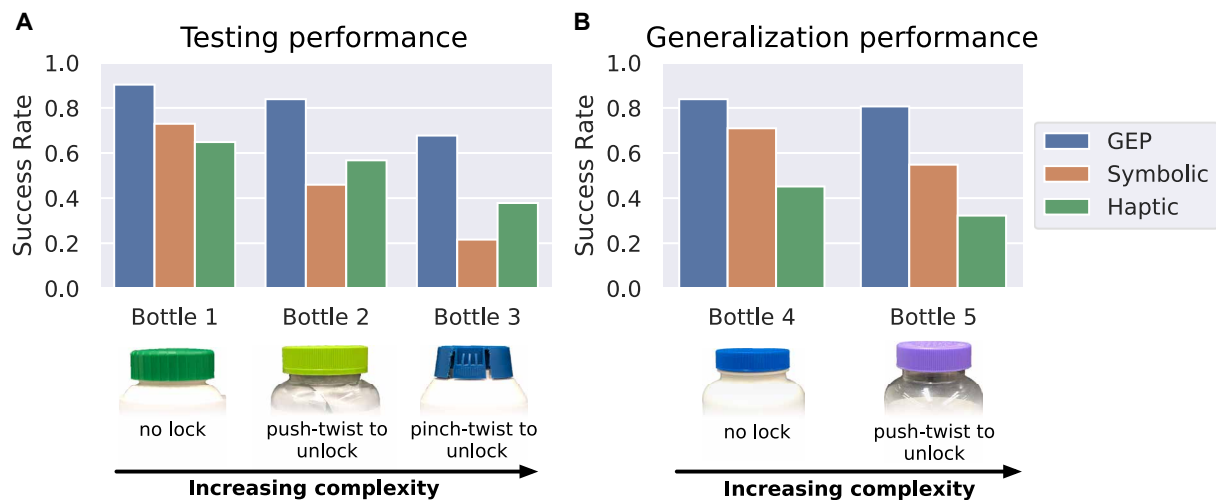 A
Testing performance
Success Rate
1.0
0.8
0.6
0.4
0.2
0.0
Bottle 1
Bottle 2
Bottle 3
no lock
push-twist to
unlock
pinch-twist to
unlock
Increasing complexity
B
Generalization performance
Success Rate
1.0
0.8
0.6
0.4
0.2
0.0
Bottle 4
Bottle 5
no lock
push-twist to
unlock
Increasing complexity
GEP
Symbolic
Haptic